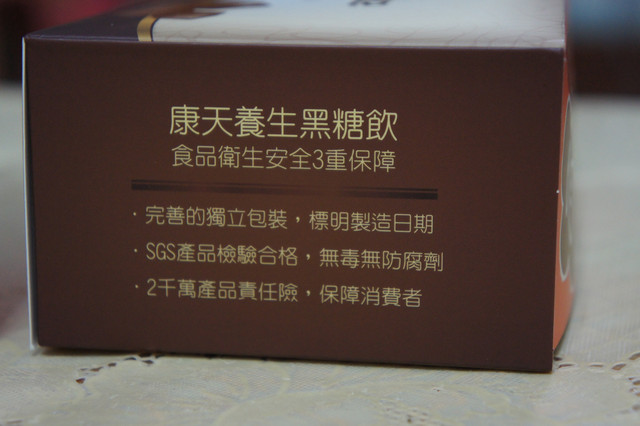 康天養生黑糖飲
食品衛生安全3重保障
·完善的獨立包裝，標明製造日期
·SGS產品檢驗合格，無毒無防腐劑
·2千萬產品責任險，保障消費者